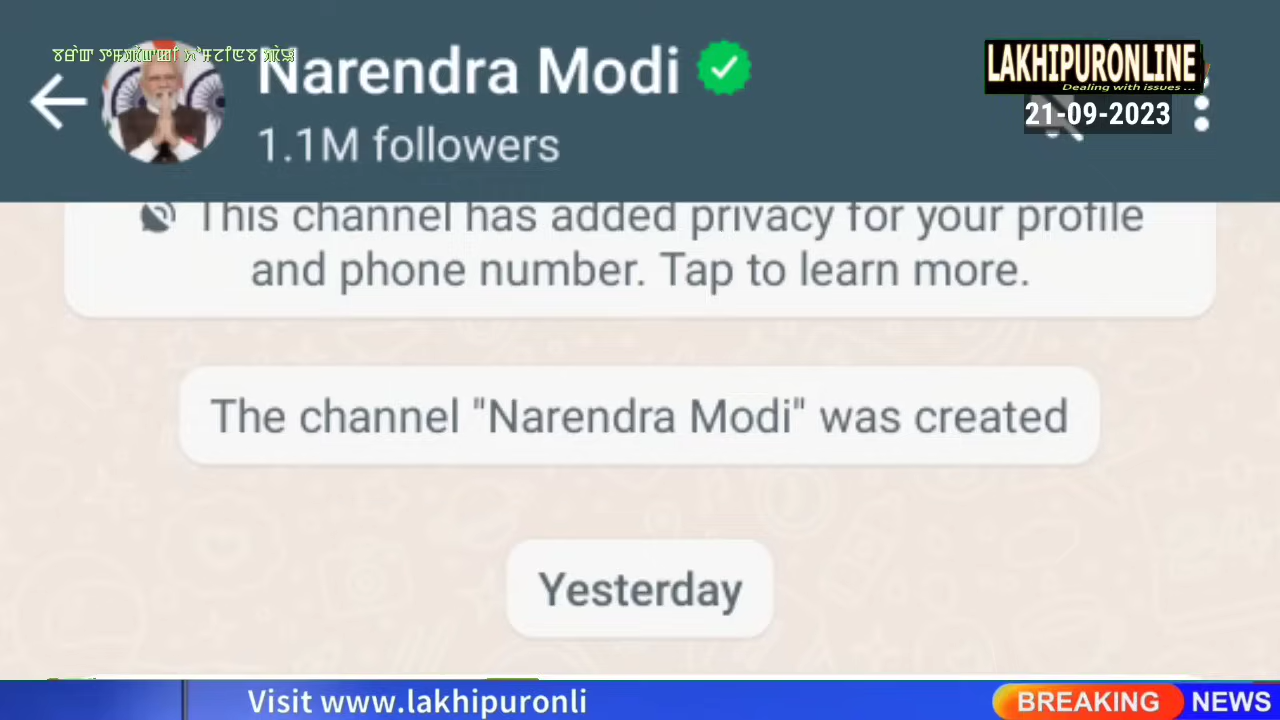 Narendra Modi
1.1M followers
LAKHIPURONLINE
Dealing with issues ...
21-09-2023
This channel has added privacy for your profile
and phone number. Tap to learn more.
The channel "Narendra Modi" was created
Yesterday
Visit www.lakhipuronli
BREAKING NEWS